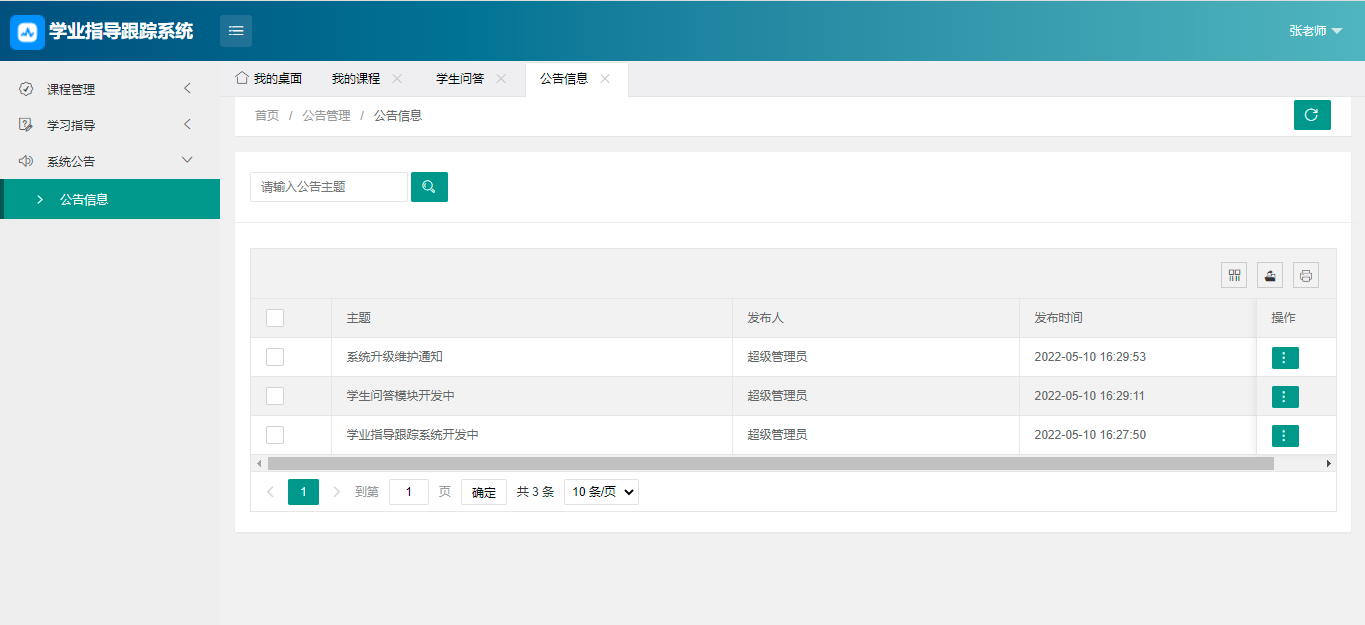 学业指导跟踪系统
张老师
课程管理
学习指导
系统公告
公告信息
我的桌面 我的课程 学生问答 公告信息
首页 / 公告管理 / 公告信息
请输入公告主题
主题 发布人 发布时间 操作
系统升级维护通知 超级管理员 2022-05-10 16:29:53
学生问答模块开发中 超级管理员 2022-05-10 16:29:11
学业指导跟踪系统开发中 超级管理员 2022-05-10 16:27:50
1 到第 1 页 确定 共 3 条 10 条/页